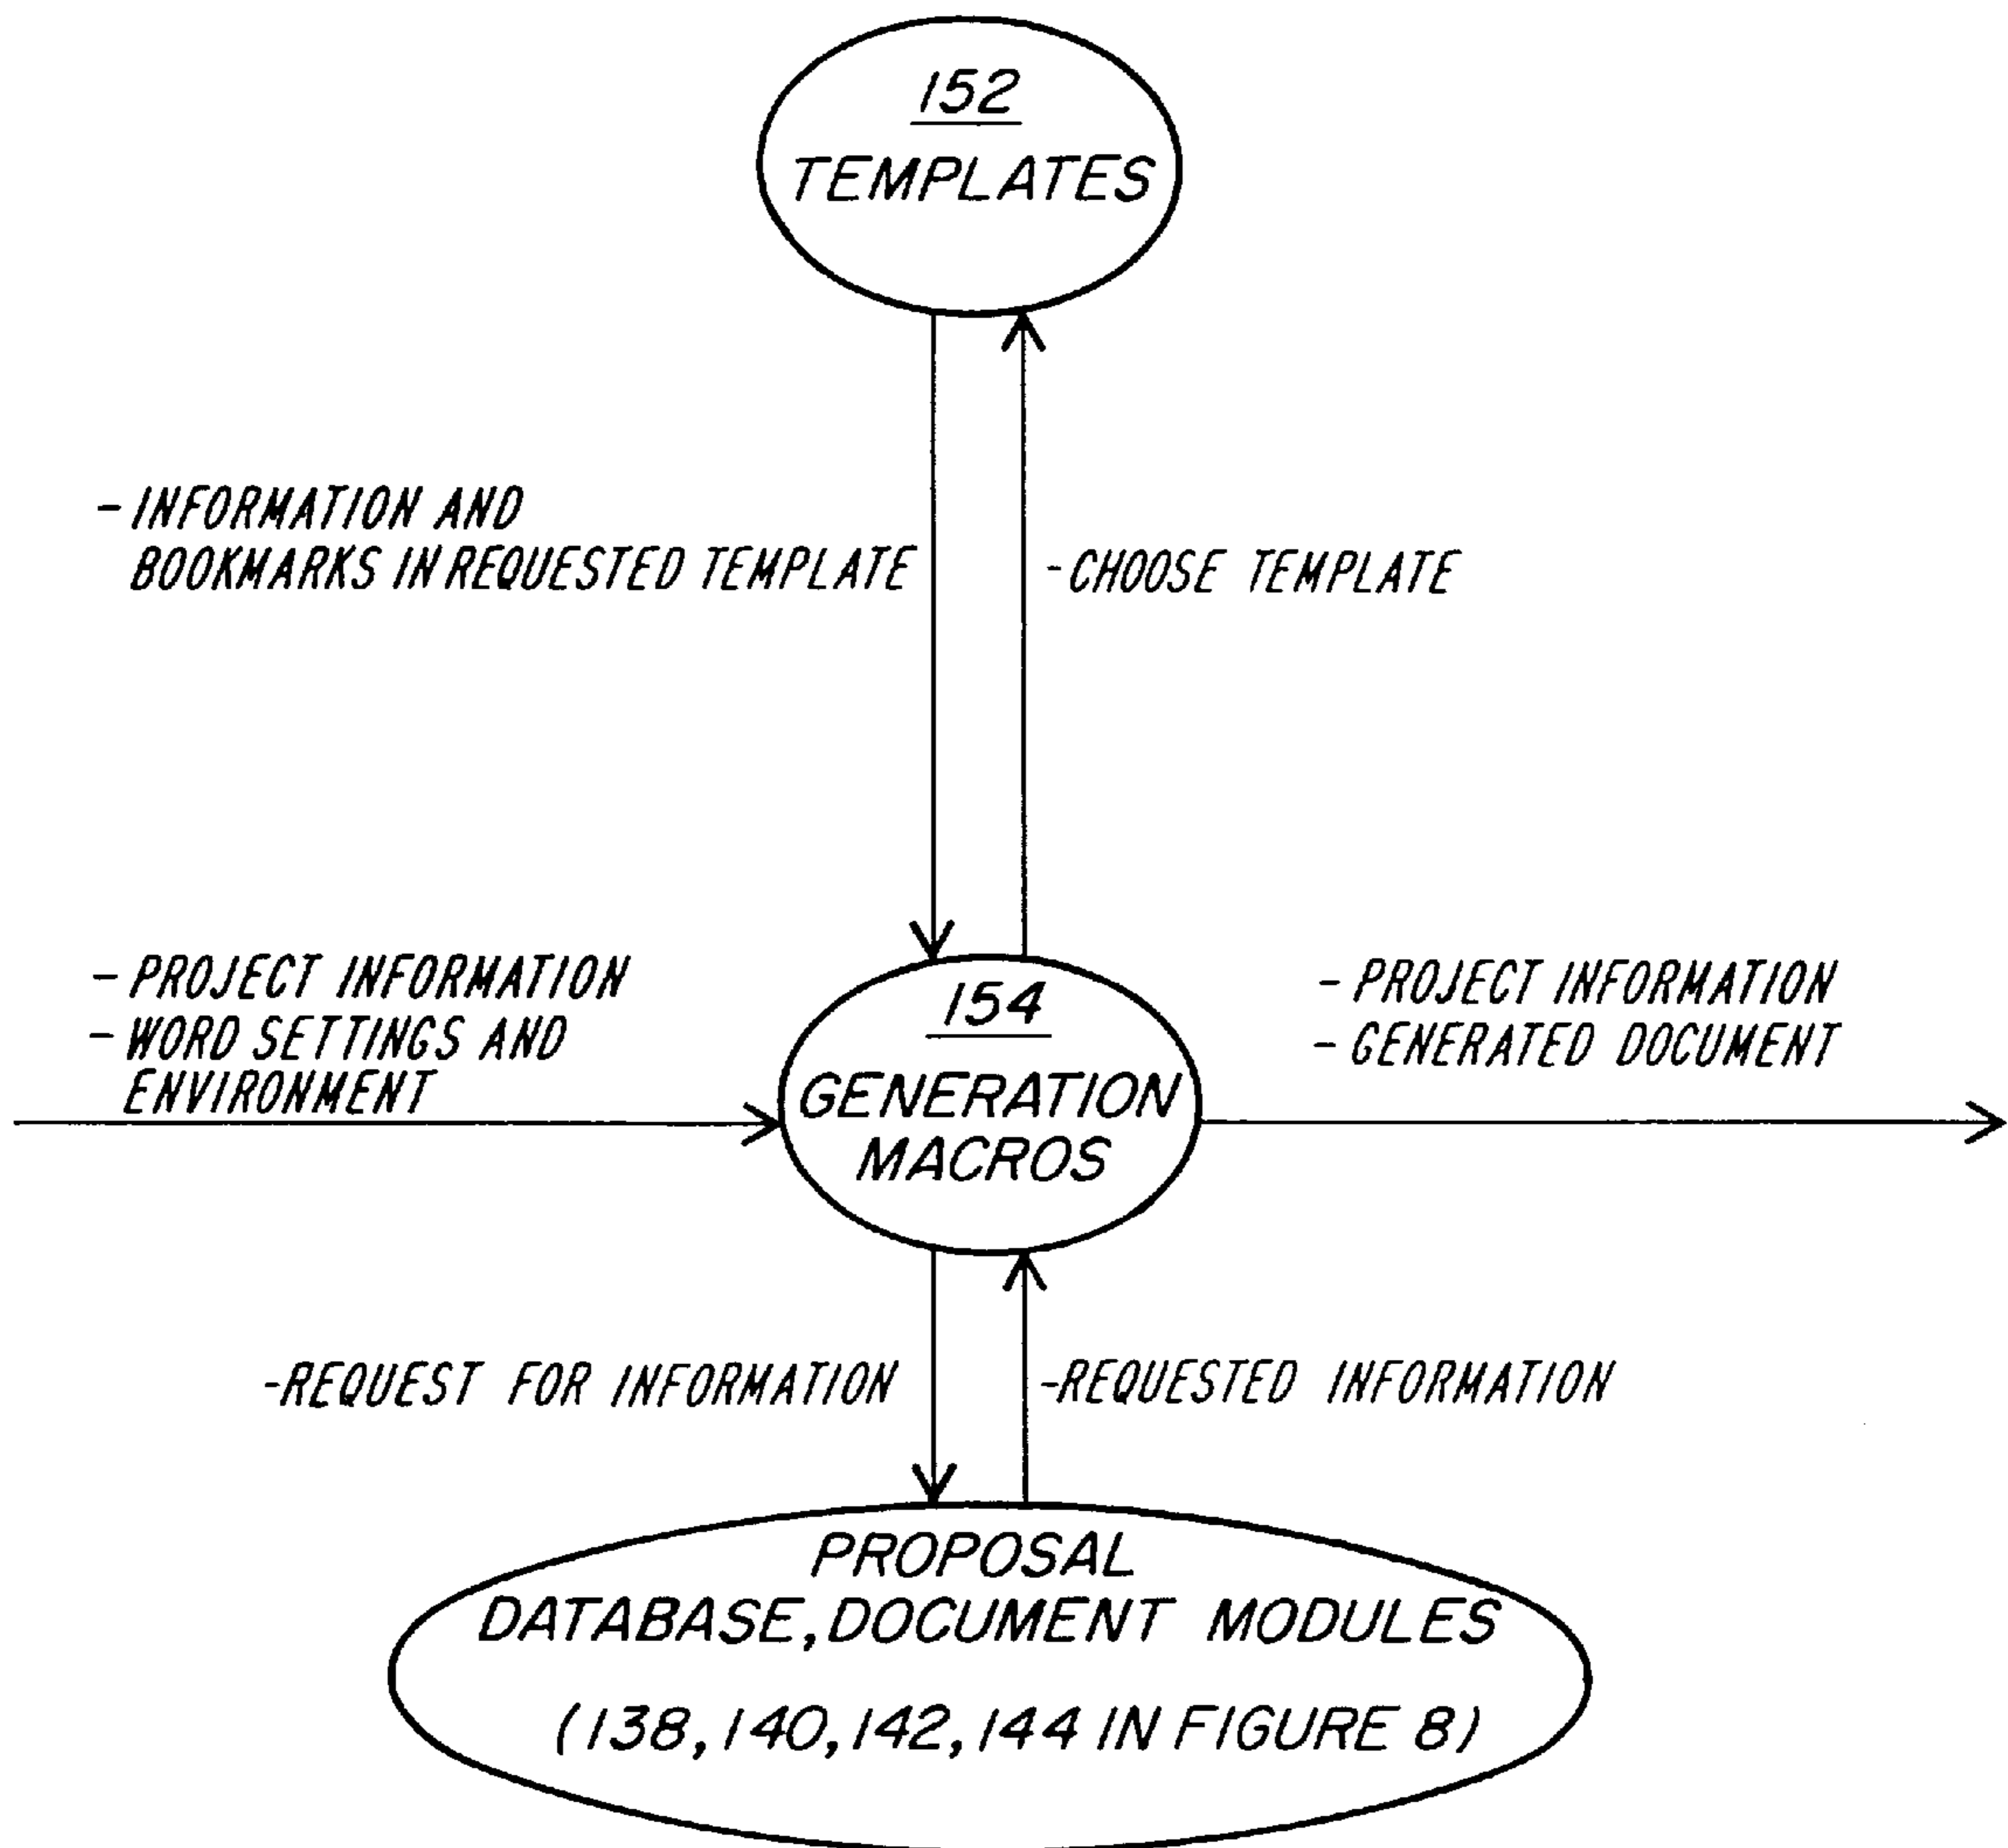 152
TEMPLATES
- INFORMATION AND
BOOKMARKS IN REQUESTED TEMPLATE
- CHOOSE TEMPLATE
- PROJECT INFORMATION
- WORD SETTINGS AND
ENVIRONMENT
154
GENERATION
MACROS
- PROJECT INFORMATION
- GENERATED DOCUMENT
-REQUEST FOR INFORMATION
-REQUESTED INFORMATION
PROPOSAL
DATABASE, DOCUMENT MODULES
(138, 140, 142, 144 IN FIGURE 8)